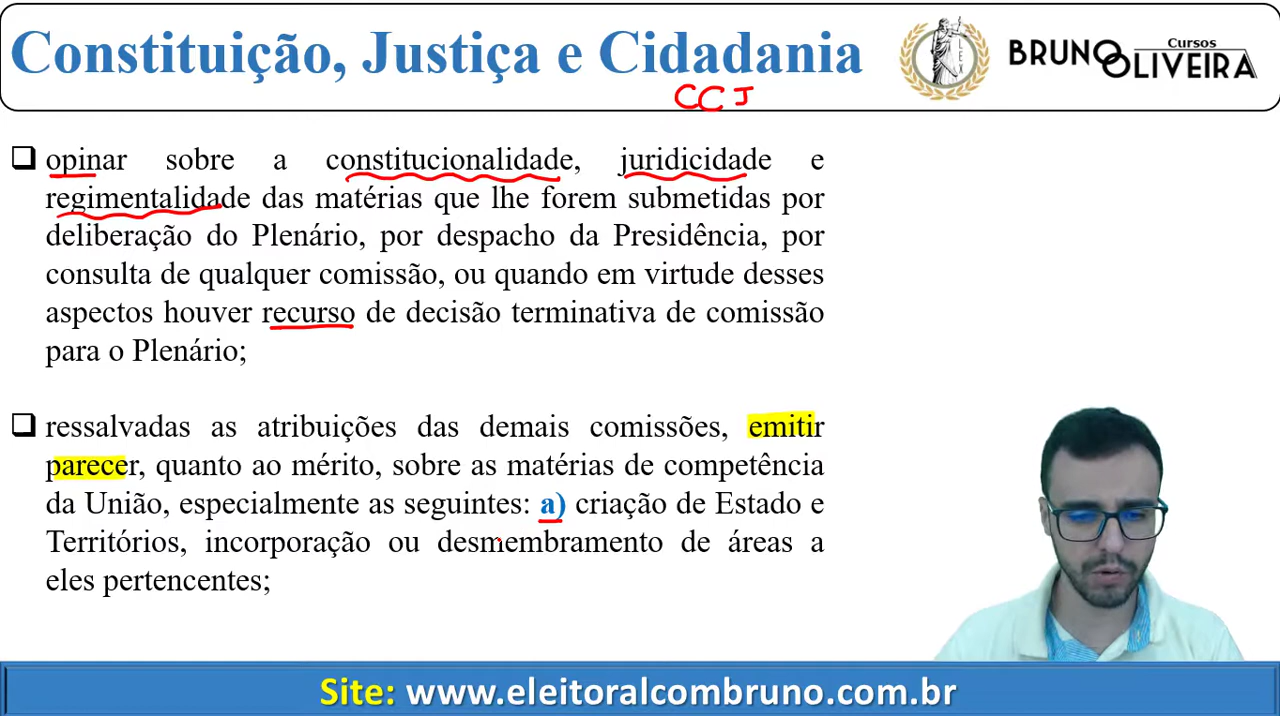 Constituição, Justiça e Cidadania
Cursos
BRUNO
OLIVEIRA
LEX
CCJ
opinar sobre a constitucionalidade, juridicidade e
regimentalidade das matérias que lhe forem submetidas por
deliberação do Plenário, por despacho da Presidência, por
consulta de qualquer comissão, ou quando em virtude desses
aspectos houver recurso de decisão terminativa de comissão
para o Plenário;
ressalvadas as atribuições das demais comissões, emitir
parecer, quanto ao mérito, sobre as matérias de competência
da União, especialmente as seguintes: a) criação de Estado e
Territórios, incorporação ou desmembramento de áreas a
eles pertencentes;
Site: www.eleitoralcombruno.com.br